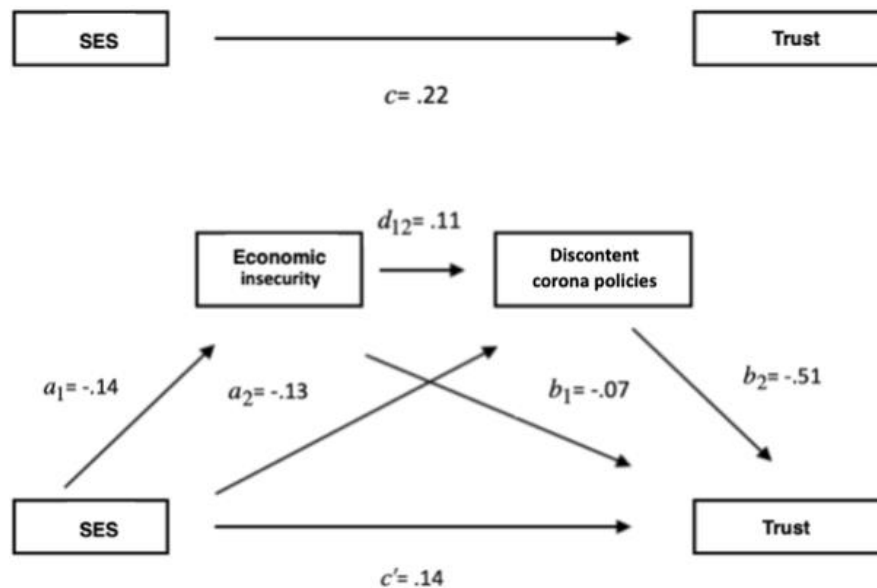 SES
Trust
c= .22
d12= .11
Economic
insecurity
Discontent
corona policies
a1= -.14
a2= -.13
b1= -.07
b2= -.51
SES
Trust
c'= .14